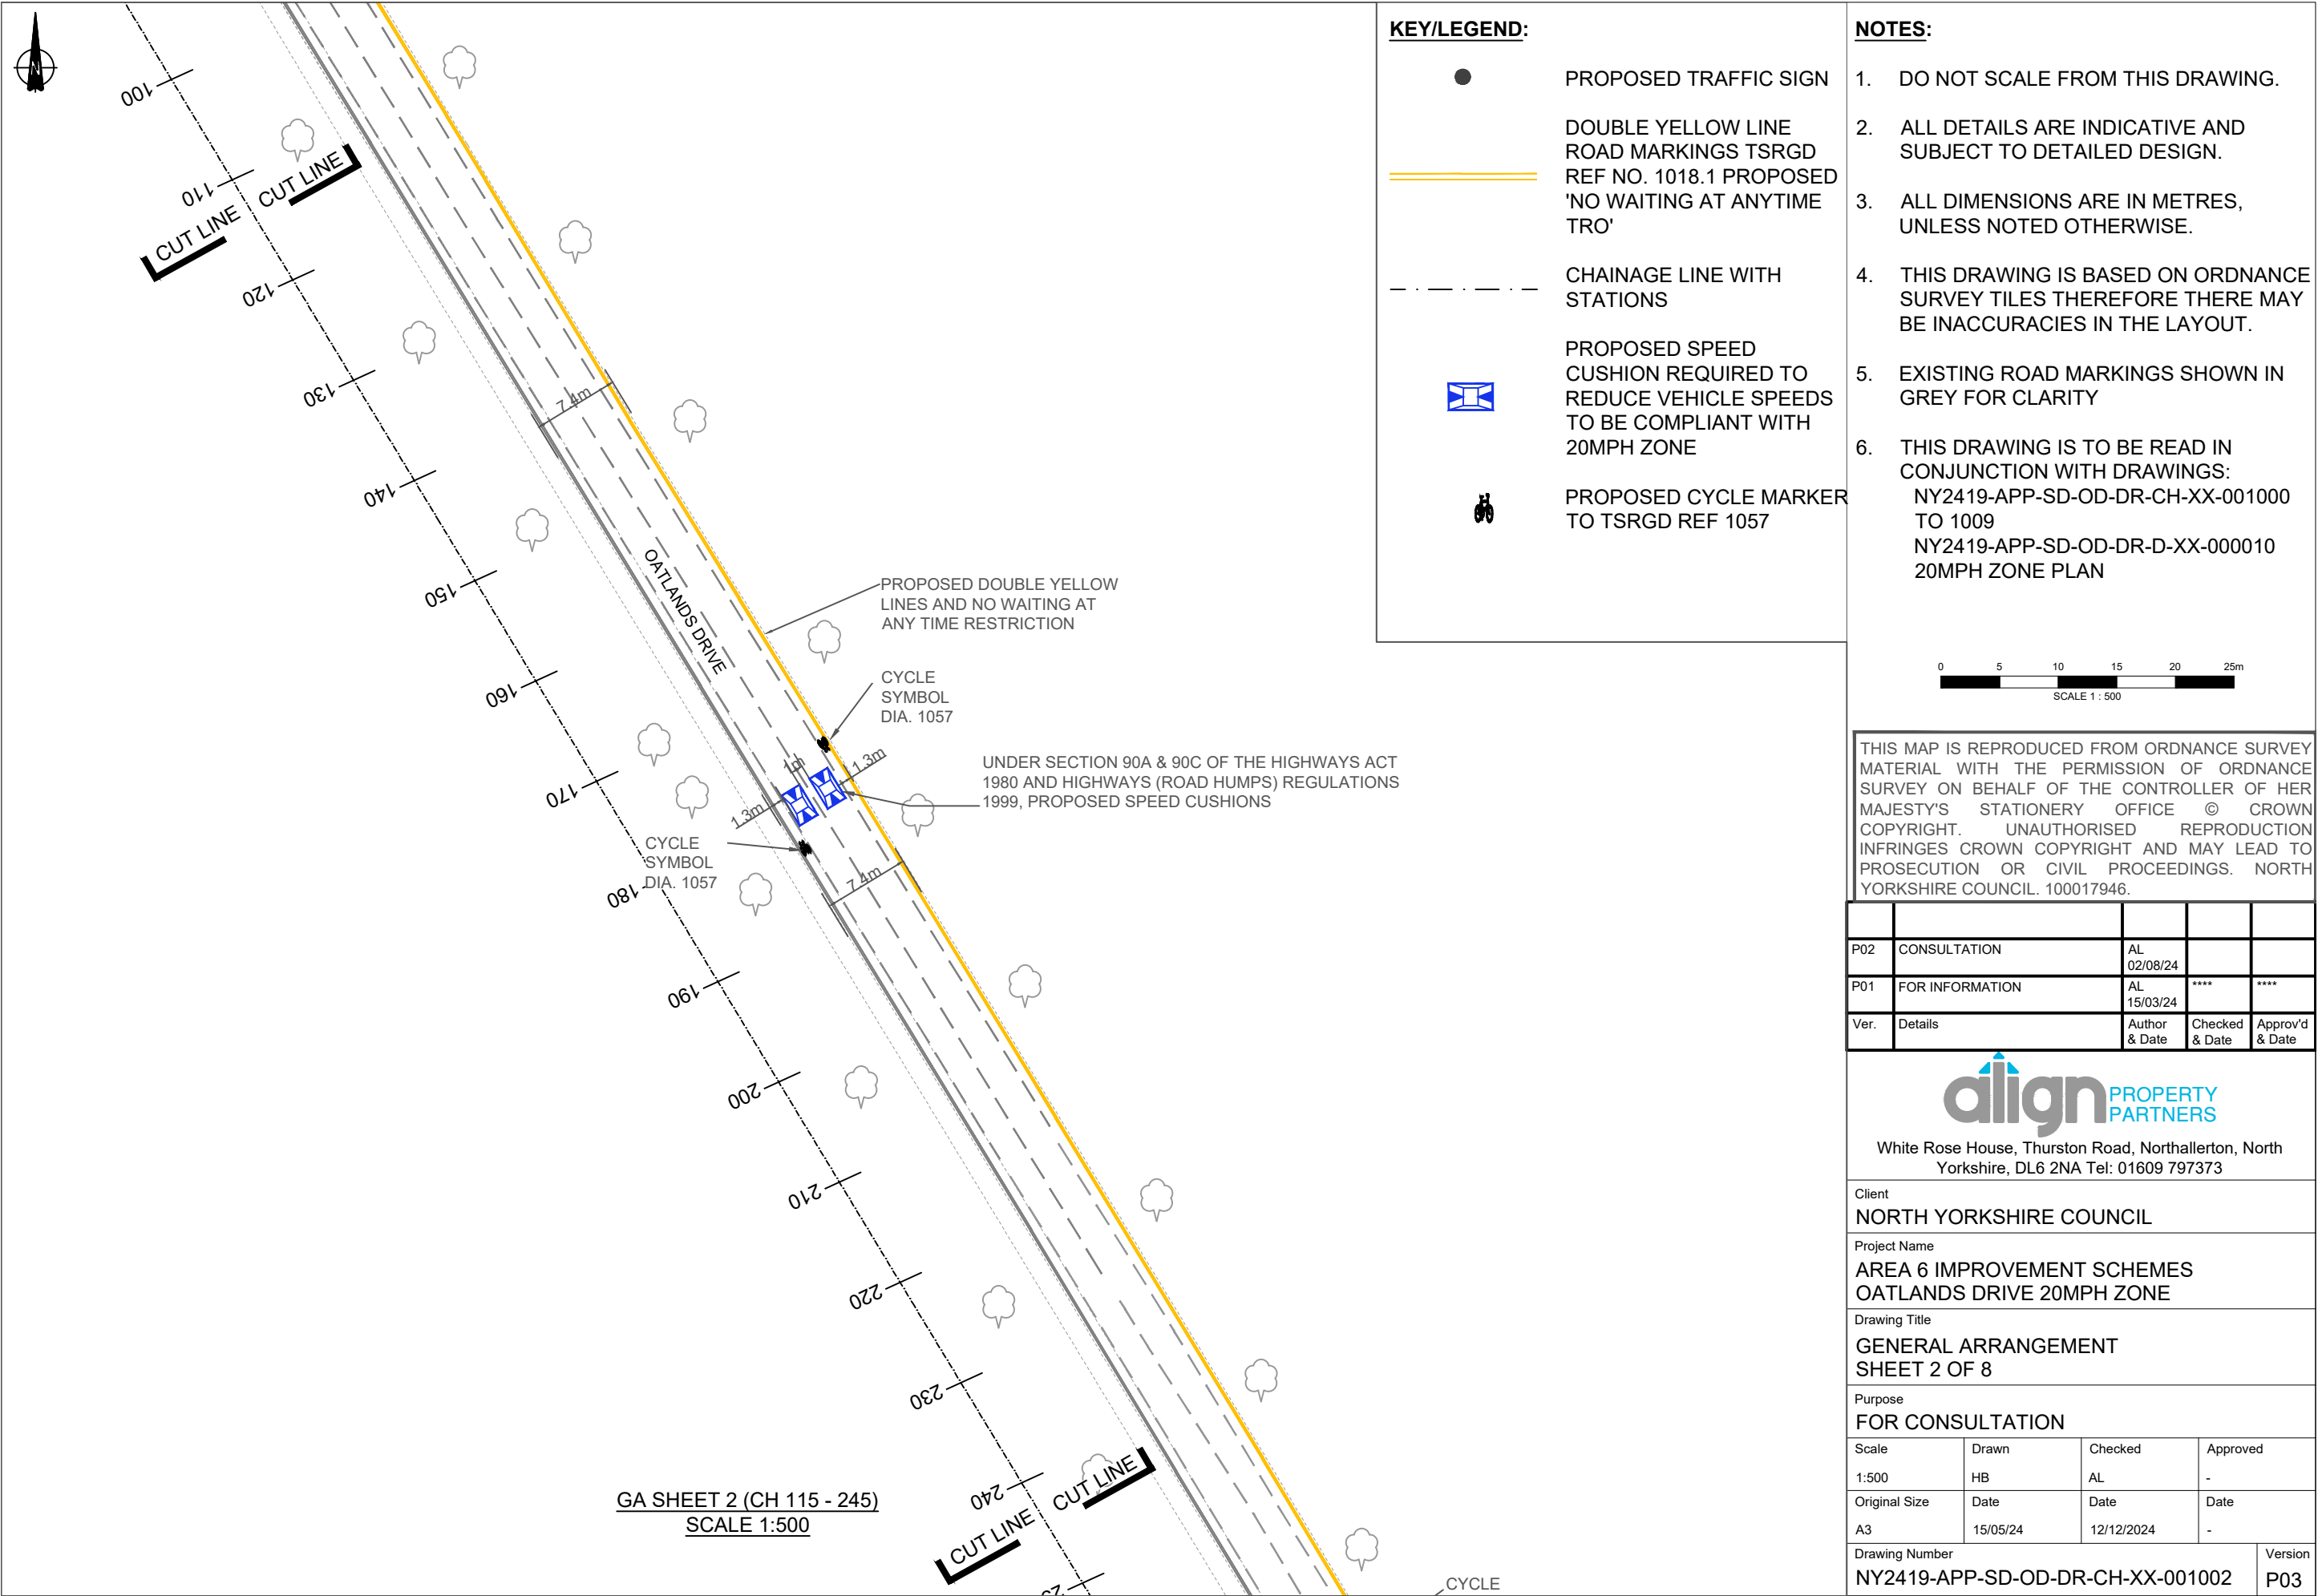 100
110
CUT LINE
CUT LINE
120
130
140
150
160
170
180
190
200
210
220
230
240
CUT LINE
CUT LINE
7.4m
OATLANDS DRIVE
PROPOSED DOUBLE YELLOW
LINES AND NO WAITING AT
ANY TIME RESTRICTION
CYCLE
SYMBOL
DIA. 1057
1m
1.3m
1.3m
UNDER SECTION 90A & 90C OF THE HIGHWAYS ACT
1980 AND HIGHWAYS (ROAD HUMPS) REGULATIONS
1999, PROPOSED SPEED CUSHIONS
CYCLE
SYMBOL
DIA. 1057
7.4m
GA SHEET 2 (CH 115 - 245)
SCALE 1:500
CYCLE
KEY/LEGEND:
PROPOSED TRAFFIC SIGN
DOUBLE YELLOW LINE
ROAD MARKINGS TSRGD
REF NO. 1018.1 PROPOSED
'NO WAITING AT ANYTIME
TRO'
CHAINAGE LINE WITH
STATIONS
PROPOSED SPEED
CUSHION REQUIRED TO
REDUCE VEHICLE SPEEDS
TO BE COMPLIANT WITH
20MPH ZONE
PROPOSED CYCLE MARKER
TO TSRGD REF 1057
NOTES:
1. DO NOT SCALE FROM THIS DRAWING.
2. ALL DETAILS ARE INDICATIVE AND
SUBJECT TO DETAILED DESIGN.
3. ALL DIMENSIONS ARE IN METRES,
UNLESS NOTED OTHERWISE.
4. THIS DRAWING IS BASED ON ORDNANCE
SURVEY TILES THEREFORE THERE MAY
BE INACCURACIES IN THE LAYOUT.
5. EXISTING ROAD MARKINGS SHOWN IN
GREY FOR CLARITY
6. THIS DRAWING IS TO BE READ IN
CONJUNCTION WITH DRAWINGS:
NY2419-APP-SD-OD-DR-CH-XX-001000
TO 1009
NY2419-APP-SD-OD-DR-D-XX-000010
20MPH ZONE PLAN
0 5 10 15 20 25m
SCALE 1 : 500
THIS MAP IS REPRODUCED FROM ORDNANCE SURVEY
MATERIAL WITH THE PERMISSION OF ORDNANCE
SURVEY ON BEHALF OF THE CONTROLLER OF HER
MAJESTY'S STATIONERY OFFICE © CROWN
COPYRIGHT. UNAUTHORISED REPRODUCTION
INFRINGES CROWN COPYRIGHT AND MAY LEAD TO
PROSECUTION OR CIVIL PROCEEDINGS. NORTH
YORKSHIRE COUNCIL. 100017946.
P02 CONSULTATION AL
02/08/24
P01 FOR INFORMATION AL **** ****
15/03/24
Ver. Details Author Checked Approv'd
& Date & Date & Date
align PROPERTY
PARTNERS
White Rose House, Thurston Road, Northallerton, North
Yorkshire, DL6 2NA Tel: 01609 797373
Client
NORTH YORKSHIRE COUNCIL
Project Name
AREA 6 IMPROVEMENT SCHEMES
OATLANDS DRIVE 20MPH ZONE
Drawing Title
GENERAL ARRANGEMENT
SHEET 2 OF 8
Purpose
FOR CONSULTATION
Scale Drawn Checked Approved
1:500 HB AL -
Original Size Date Date Date
A3 15/05/24 12/12/2024 -
Drawing Number Version
NY2419-APP-SD-OD-DR-CH-XX-001002 P03